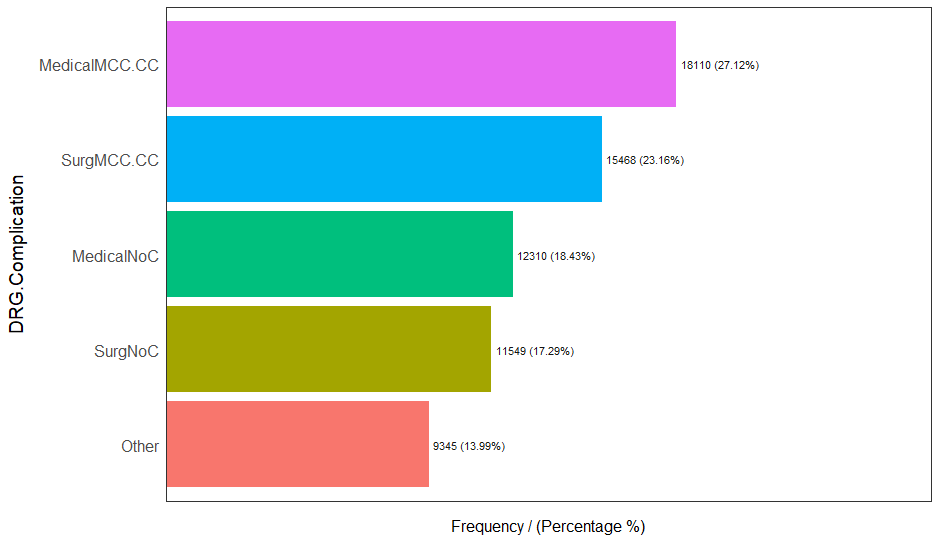 DRG.Complication
MedicalMCC.CC
18110 (27.12%)
SurgMCC.CC
15468 (23.16%)
MedicalNoC
12310 (18.43%)
SurgNoC
11549 (17.29%)
Other
9345 (13.99%)
Frequency / (Percentage %)